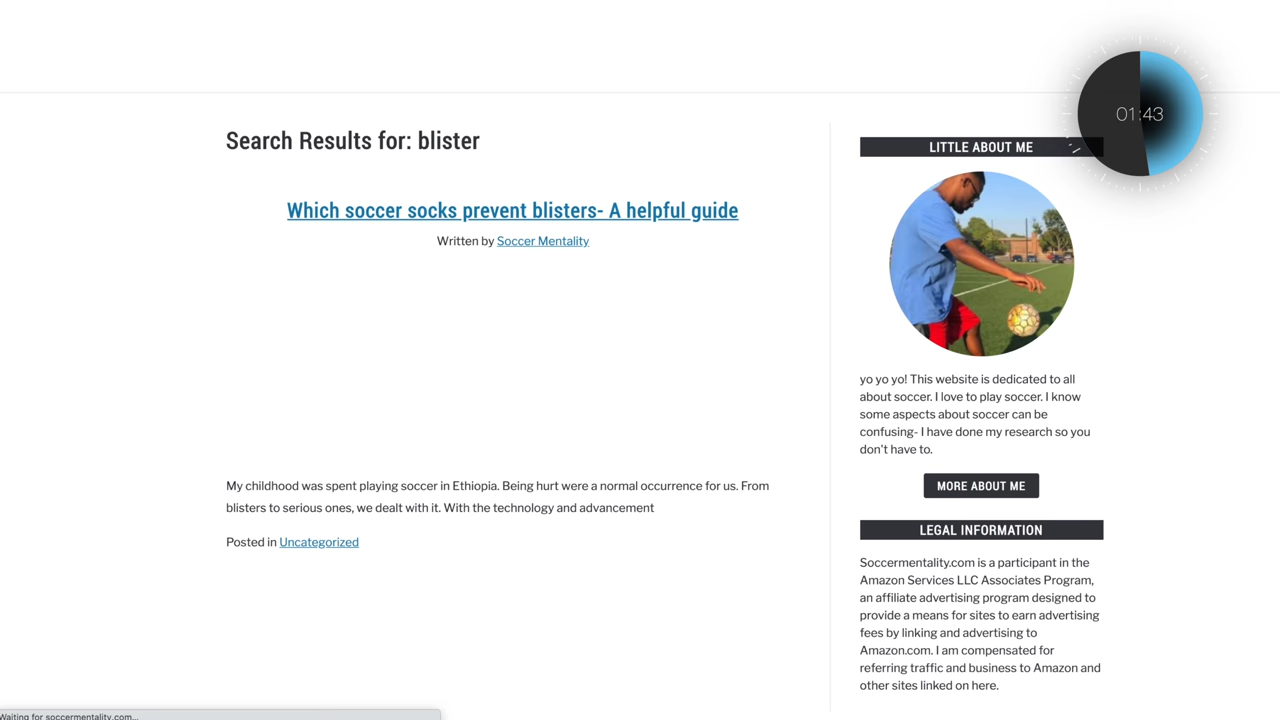 01:43
Search Results for: blister
Which soccer socks prevent blisters- A helpful guide
Written by Soccer Mentality
My childhood was spent playing soccer in Ethiopia. Being hurt were a normal occurrence for us. From
blisters to serious ones, we dealt with it. With the technology and advancement
Posted in Uncategorized
LITTLE ABOUT ME
yo yo yo! This website is dedicated to all
about soccer. I love to play soccer. I know
some aspects about soccer can be
confusing- I have done my research so you
don't have to.
MORE ABOUT ME
LEGAL INFORMATION
Soccermentality.com is a participant in the
Amazon Services LLC Associates Program,
an affiliate advertising program designed to
provide a means for sites to earn advertising
fees by linking and advertising to
Amazon.com. I am compensated for
referring traffic and business to Amazon and
other sites linked on here.
Waiting for soccermentality.com...